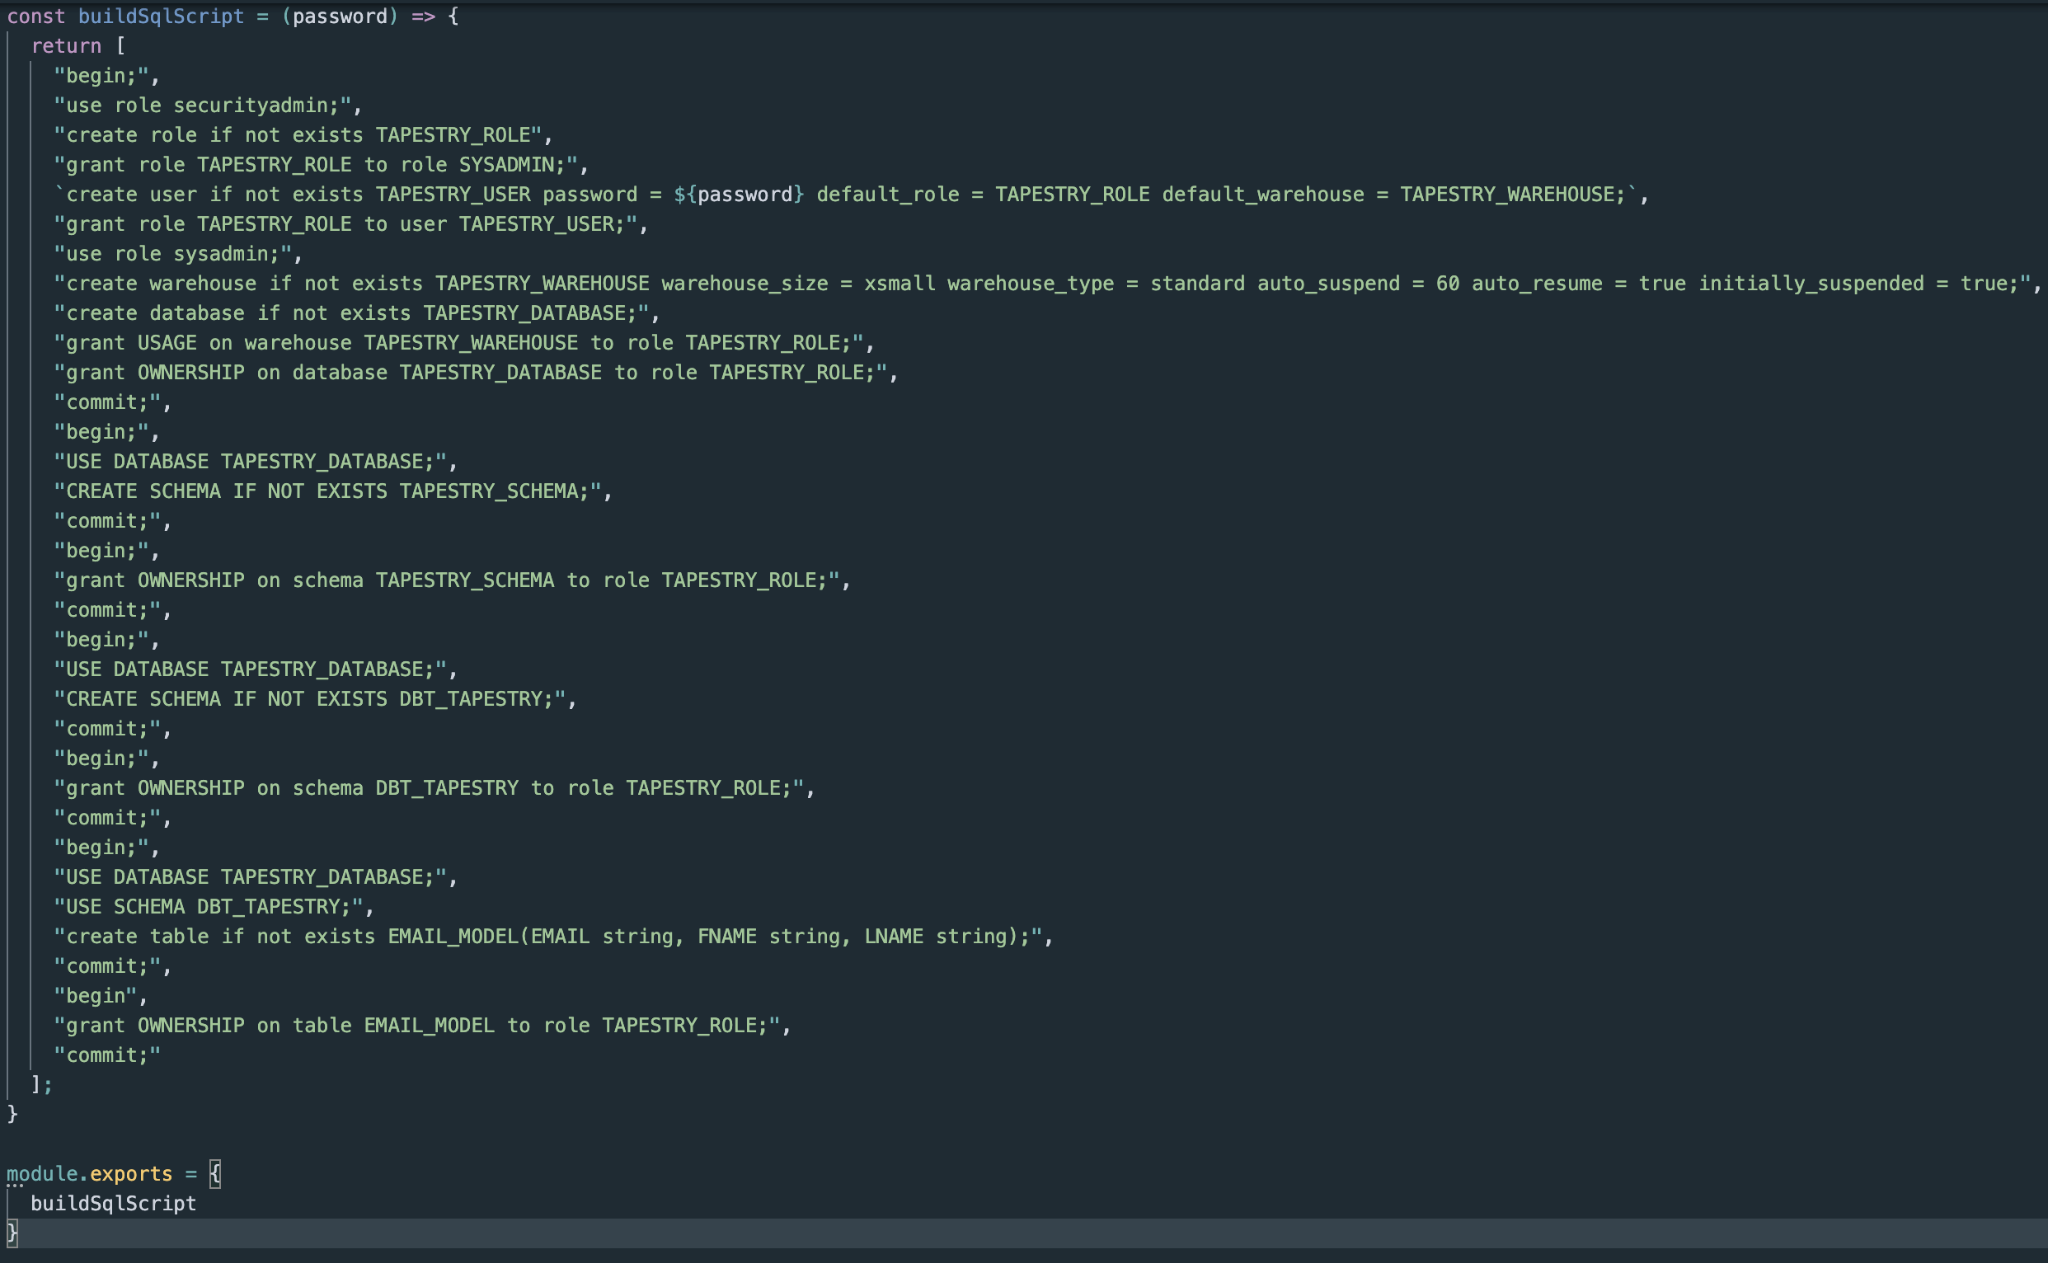 const buildSqlScript = (password) => {
  return [
    "begin;",
    "use role securityadmin;",
    "create role if not exists TAPESTRY_ROLE",
    "grant role TAPESTRY_ROLE to role SYSADMIN;",
    `create user if not exists TAPESTRY_USER password = ${password} default_role = TAPESTRY_ROLE default_warehouse = TAPESTRY_WAREHOUSE;`,
    "grant role TAPESTRY_ROLE to user TAPESTRY_USER;",
    "use role sysadmin;",
    "create warehouse if not exists TAPESTRY_WAREHOUSE warehouse_size = xsmall warehouse_type = standard auto_suspend = 60 auto_resume = true initially_suspended = true;",
    "create database if not exists TAPESTRY_DATABASE;",
    "grant USAGE on warehouse TAPESTRY_WAREHOUSE to role TAPESTRY_ROLE;",
    "grant OWNERSHIP on database TAPESTRY_DATABASE to role TAPESTRY_ROLE;",
    "commit;",
    "begin;",
    "USE DATABASE TAPESTRY_DATABASE;",
    "CREATE SCHEMA IF NOT EXISTS TAPESTRY_SCHEMA;",
    "commit;",
    "begin;",
    "grant OWNERSHIP on schema TAPESTRY_SCHEMA to role TAPESTRY_ROLE;",
    "commit;",
    "begin;",
    "USE DATABASE TAPESTRY_DATABASE;",
    "CREATE SCHEMA IF NOT EXISTS DBT_TAPESTRY;",
    "commit;",
    "begin;",
    "grant OWNERSHIP on schema DBT_TAPESTRY to role TAPESTRY_ROLE;",
    "commit;",
    "begin;",
    "USE DATABASE TAPESTRY_DATABASE;",
    "USE SCHEMA DBT_TAPESTRY;",
    "create table if not exists EMAIL_MODEL(EMAIL string, FNAME string, LNAME string);",
    "commit;",
    "begin",
    "grant OWNERSHIP on table EMAIL_MODEL to role TAPESTRY_ROLE;",
    "commit;"
  ];
}

module.exports = {
  buildSqlScript
}